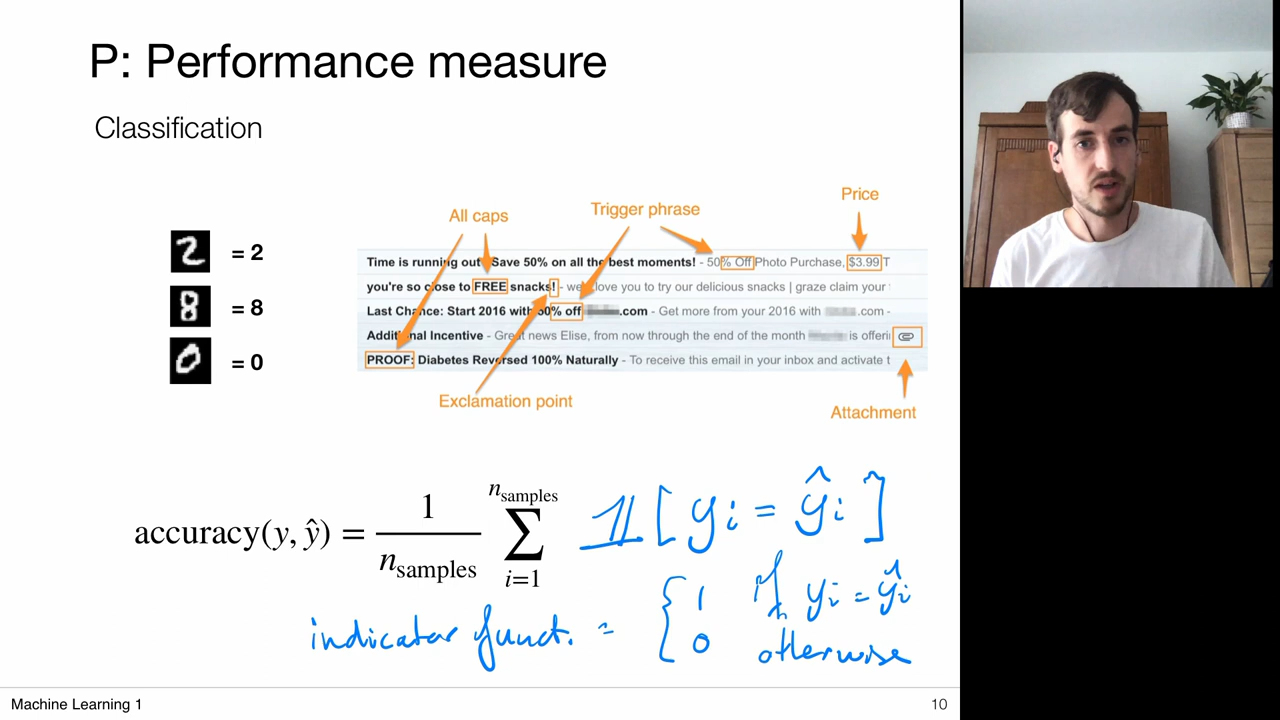 P: Performance measure
Classification
= 2
= 8
= 0
All caps
Trigger phrase
Price
Time is running out! Save 50% on all the best moments! - 50% Off Photo Purchase, $3.99 T
you're so close to FREE snacks! - we love you to try our delicious snacks | graze claim your
Last Chance: Start 2016 with 50% off .com - Get more from your 2016 with .com -
Additional Incentive - Great news Elise, from now through the end of the month is offeri
PROOF: Diabetes Reversed 100% Naturally - To receive this email in your inbox and activate t
Exclamation point
Attachment
accuracy(y, ŷ) = 1/n_samples ∑_{i=1}^{n_samples} 𝟙 [ yi = ŷi ]
indicator funct. = { 1 if yi = ŷi
0 otherwise
Machine Learning 1
10